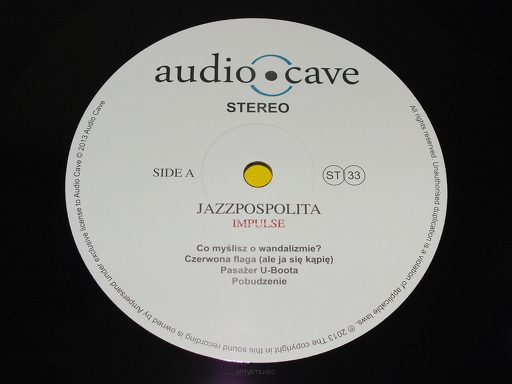 audio cave
STEREO
SIDE A
ST 33
JAZZPOSPOLITA
IMPULSE
Co myślisz o wandalizmie?
Czerwona flaga (ale ja się kąpię)
Pasażer U-Boota
Pobudzenie
All rights reserved. Unauthorised duplication is a violation of applicable laws. ℗ 2013 The copyright in this sound recording is owned by Ampersand under exclusive license to Audio Cave © 2013 Audio Cave
vinylmusic